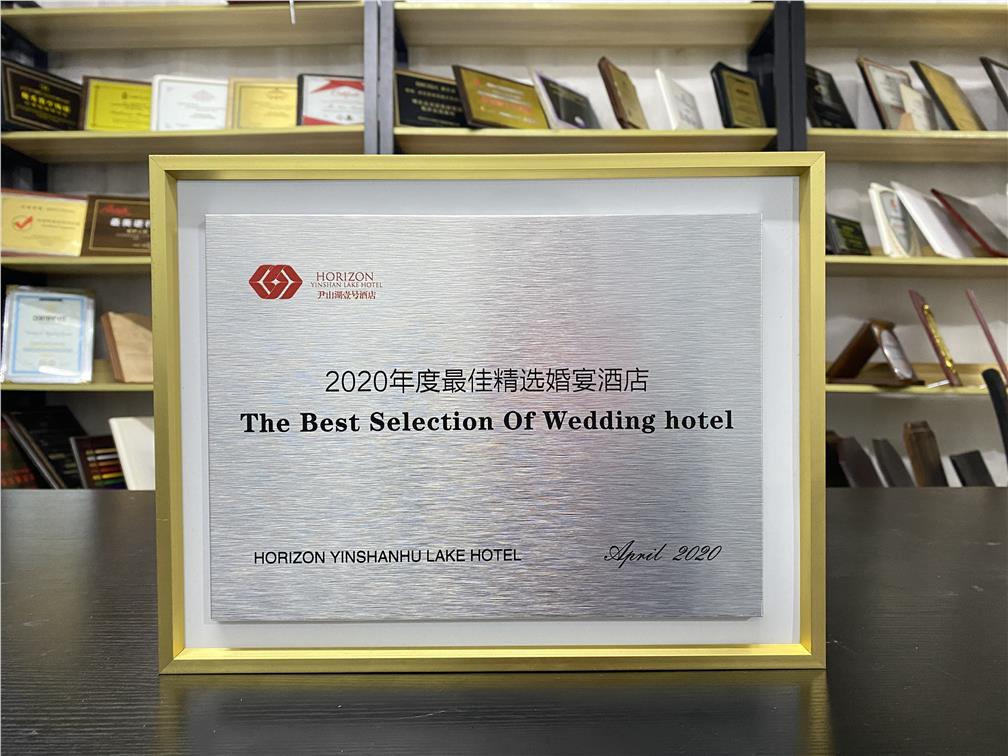 HORIZON
YINSHAN LAKE HOTEL
尹山湖壹号酒店
2020年度最佳精选婚宴酒店
The Best Selection Of Wedding hotel
HORIZON YINSHANHU LAKE HOTEL
April 2020